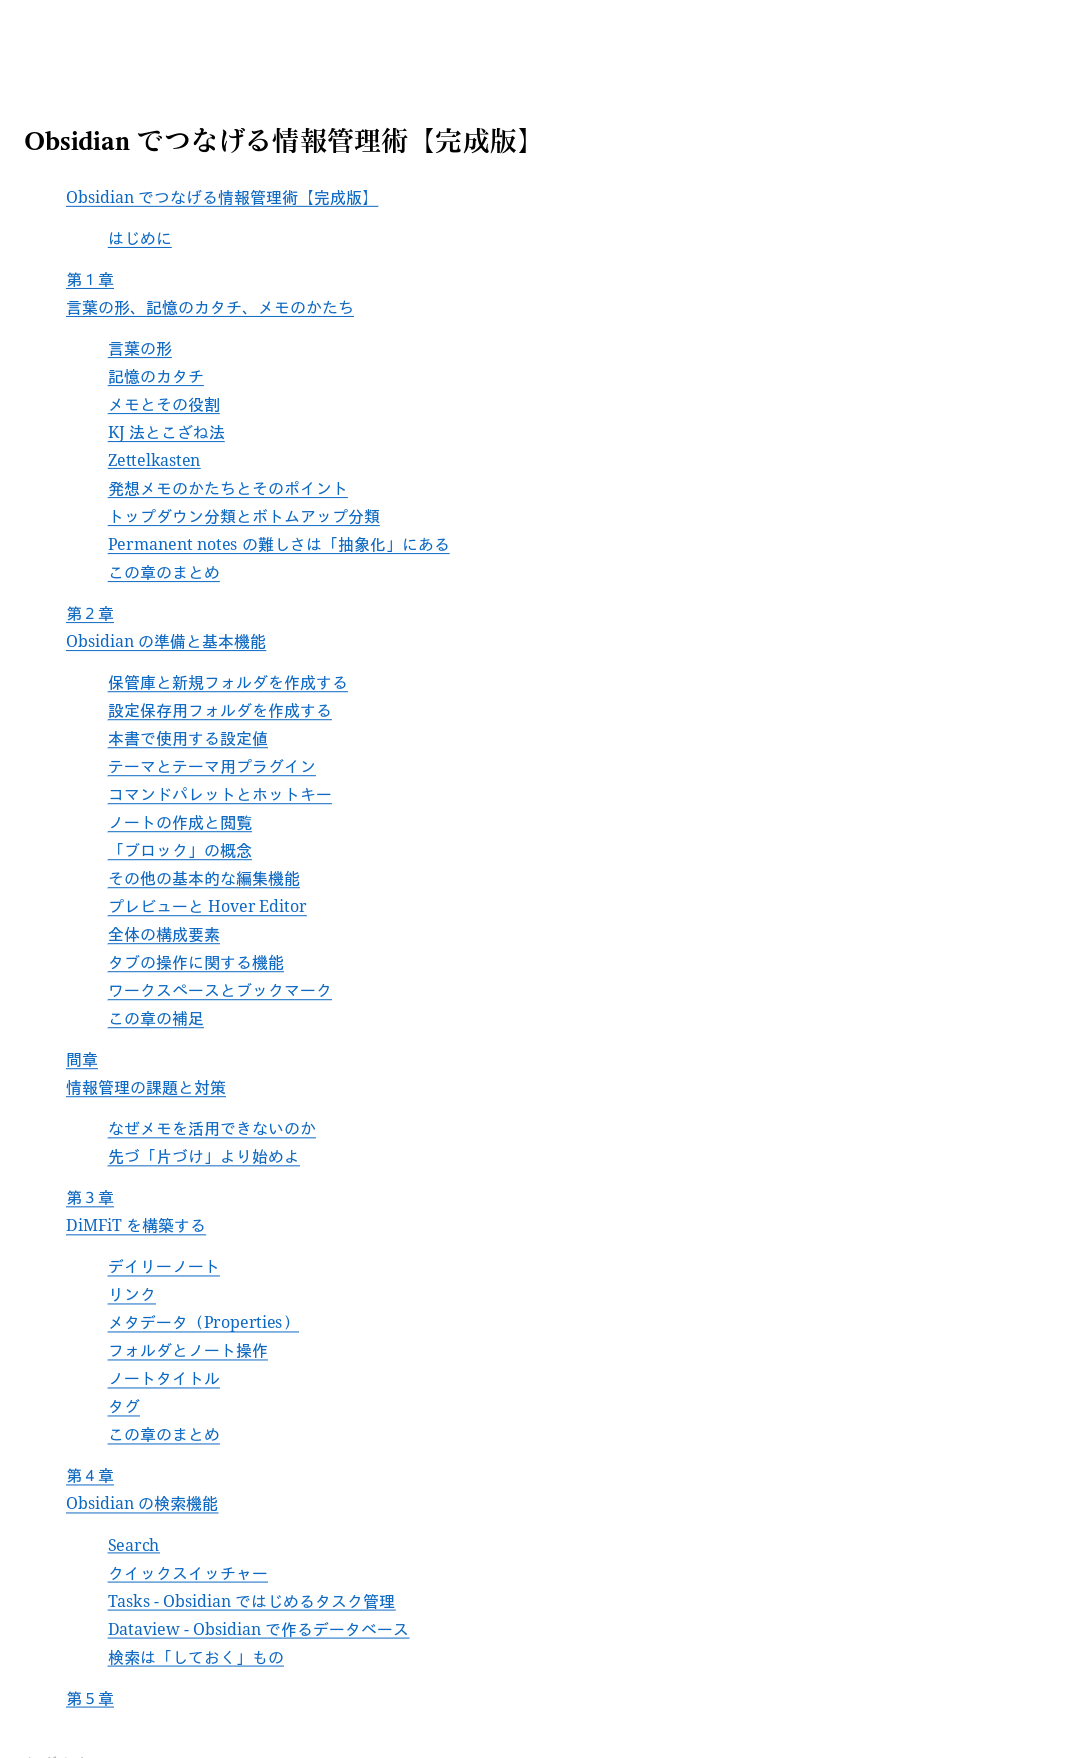 Obsidian でつなげる情報管理術【完成版】
Obsidian でつなげる情報管理術【完成版】
はじめに
第１章
言葉の形、記憶のカタチ、メモのかたち
言葉の形
記憶のカタチ
メモとその役割
KJ 法とこざね法
Zettelkasten
発想メモのかたちとそのポイント
トップダウン分類とボトムアップ分類
Permanent notes の難しさは「抽象化」にある
この章のまとめ
第２章
Obsidian の準備と基本機能
保管庫と新規フォルダを作成する
設定保存用フォルダを作成する
本書で使用する設定値
テーマとテーマ用プラグイン
コマンドパレットとホットキー
ノートの作成と閲覧
「ブロック」の概念
その他の基本的な編集機能
プレビューと Hover Editor
全体の構成要素
タブの操作に関する機能
ワークスペースとブックマーク
この章の補足
間章
情報管理の課題と対策
なぜメモを活用できないのか
先づ「片づけ」より始めよ
第３章
DiMFiT を構築する
デイリーノート
リンク
メタデータ（Properties）
フォルダとノート操作
ノートタイトル
タグ
この章のまとめ
第４章
Obsidian の検索機能
Search
クイックスイッチャー
Tasks - Obsidian ではじめるタスク管理
Dataview - Obsidian で作るデータベース
検索は「しておく」もの
第５章